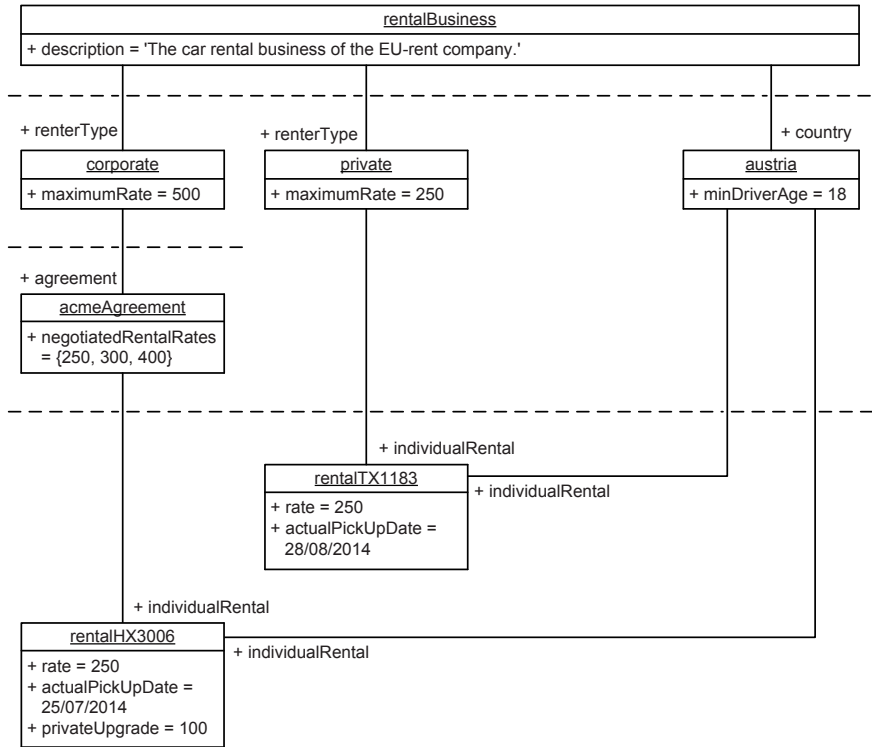 rentalBusiness
+ description = 'The car rental business of the EU-rent company.'
+ renterType
+ renterType
+ country
corporate
+ maximumRate = 500
private
+ maximumRate = 250
austria
+ minDriverAge = 18
+ agreement
acmeAgreement
+ negotiatedRentalRates
= {250, 300, 400}
+ individualRental
rentalTX1183
+ individualRental
+ rate = 250
+ actualPickUpDate =
28/08/2014
+ individualRental
rentalHX3006
+ individualRental
+ rate = 250
+ actualPickUpDate =
25/07/2014
+ privateUpgrade = 100